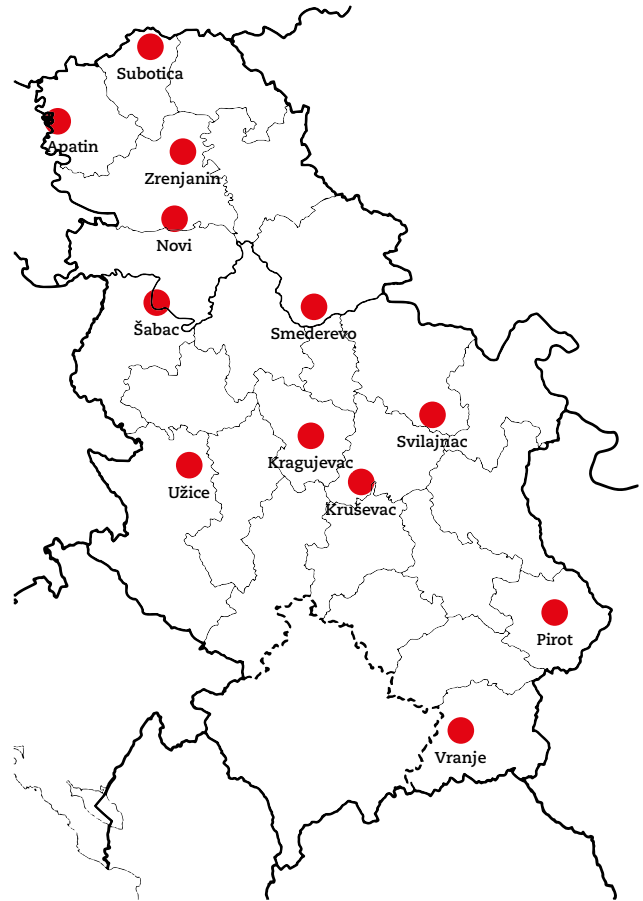 Subotica
Apatin
Zrenjanin
Novi
Šabac
Smederevo
Svilajnac
Kragujevac
Užice
Kruševac
Pirot
Vranje